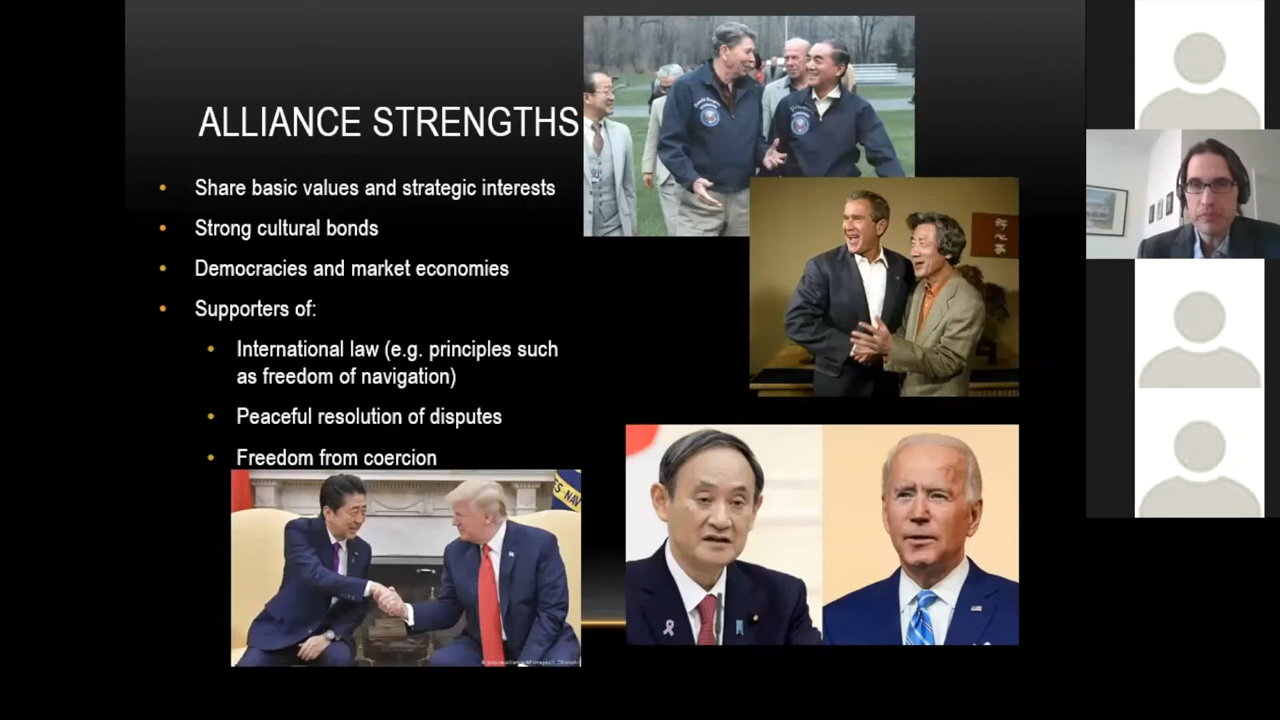 ALLIANCE STRENGTHS
Share basic values and strategic interests
Strong cultural bonds
Democracies and market economies
Supporters of:
International law (e.g. principles such
as freedom of navigation)
Peaceful resolution of disputes
Freedom from coercion